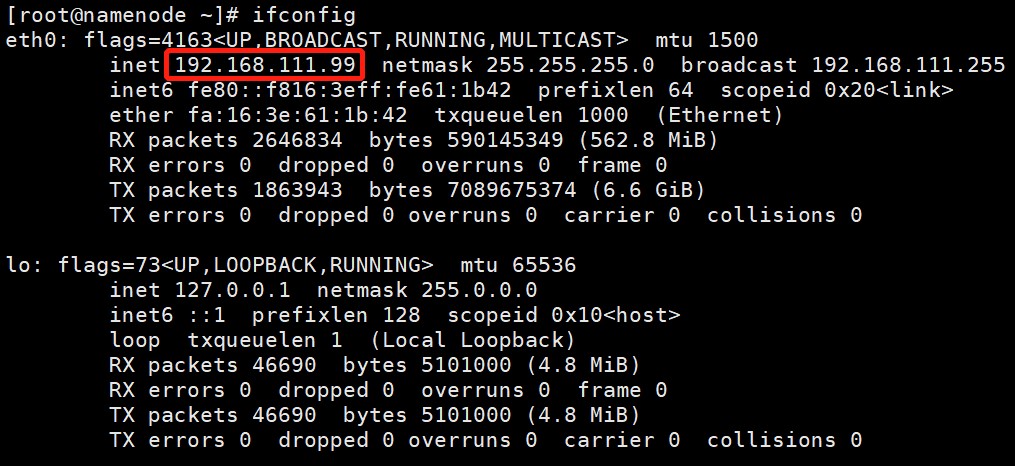 [root@namenode ~]# ifconfig
eth0: flags=4163<UP,BROADCAST,RUNNING,MULTICAST>  mtu 1500
        inet 192.168.111.99  netmask 255.255.255.0  broadcast 192.168.111.255
        inet6 fe80::f816:3eff:fe61:1b42  prefixlen 64  scopeid 0x20<link>
        ether fa:16:3e:61:1b:42  txqueuelen 1000  (Ethernet)
        RX packets 2646834  bytes 590145349 (562.8 MiB)
        RX errors 0  dropped 0  overruns 0  frame 0
        TX packets 1863943  bytes 7089675374 (6.6 GiB)
        TX errors 0  dropped 0 overruns 0  carrier 0  collisions 0

lo: flags=73<UP,LOOPBACK,RUNNING>  mtu 65536
        inet 127.0.0.1  netmask 255.0.0.0
        inet6 ::1  prefixlen 128  scopeid 0x10<host>
        loop  txqueuelen 1  (Local Loopback)
        RX packets 46690  bytes 5101000 (4.8 MiB)
        RX errors 0  dropped 0  overruns 0  frame 0
        TX packets 46690  bytes 5101000 (4.8 MiB)
        TX errors 0  dropped 0 overruns 0  carrier 0  collisions 0